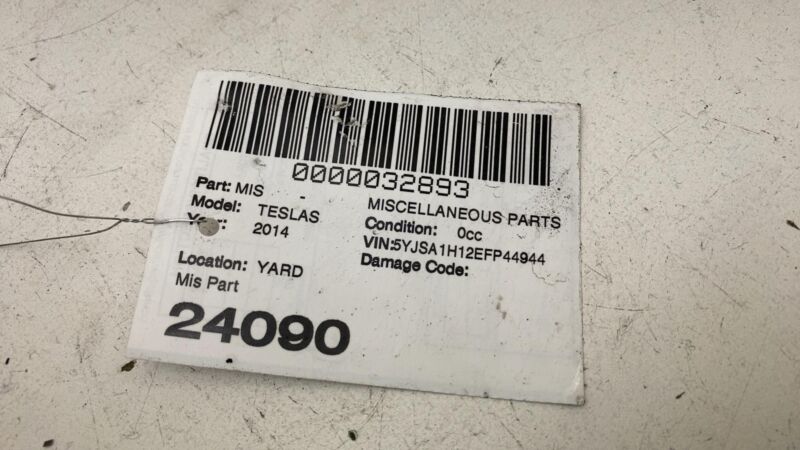 0000032893
Part: MIS MISCELLANEOUS PARTS
Model: TESLAS Condition: 0cc
Year: 2014 VIN:5YJSA1H12EFP44944
Damage Code:
Location: YARD
Mis Part
24090